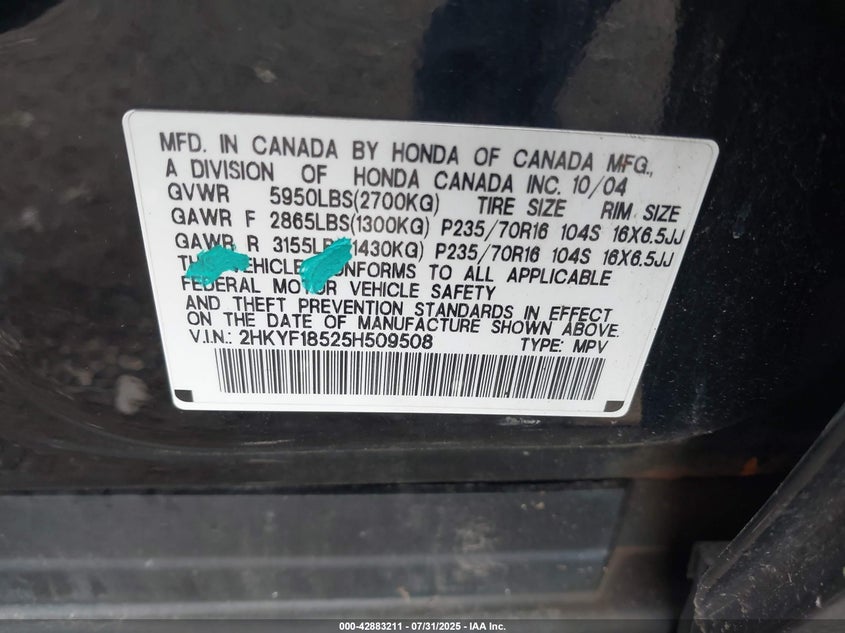 MFD. IN CANADA BY HONDA OF CANADA MFG.,
A DIVISION OF HONDA CANADA INC. 10/04
GVWR 5950LBS(2700KG) TIRE SIZE RIM SIZE
GAWR F 2865LBS(1300KG) P235/70R16 104S 16X6.5JJ
GAWR R 3155LBS(1430KG) P235/70R16 104S 16X6.5JJ
VEHICLE CONFORMS TO ALL APPLICABLE
FEDERAL MOTOR VEHICLE SAFETY
AND THEFT PREVENTION STANDARDS IN EFFECT
ON THE DATE OF MANUFACTURE SHOWN ABOVE.
V.I.N.: 2HKYF18525H509508 TYPE: MPV
000-42883211 - 07/31/2025 - IAA Inc.